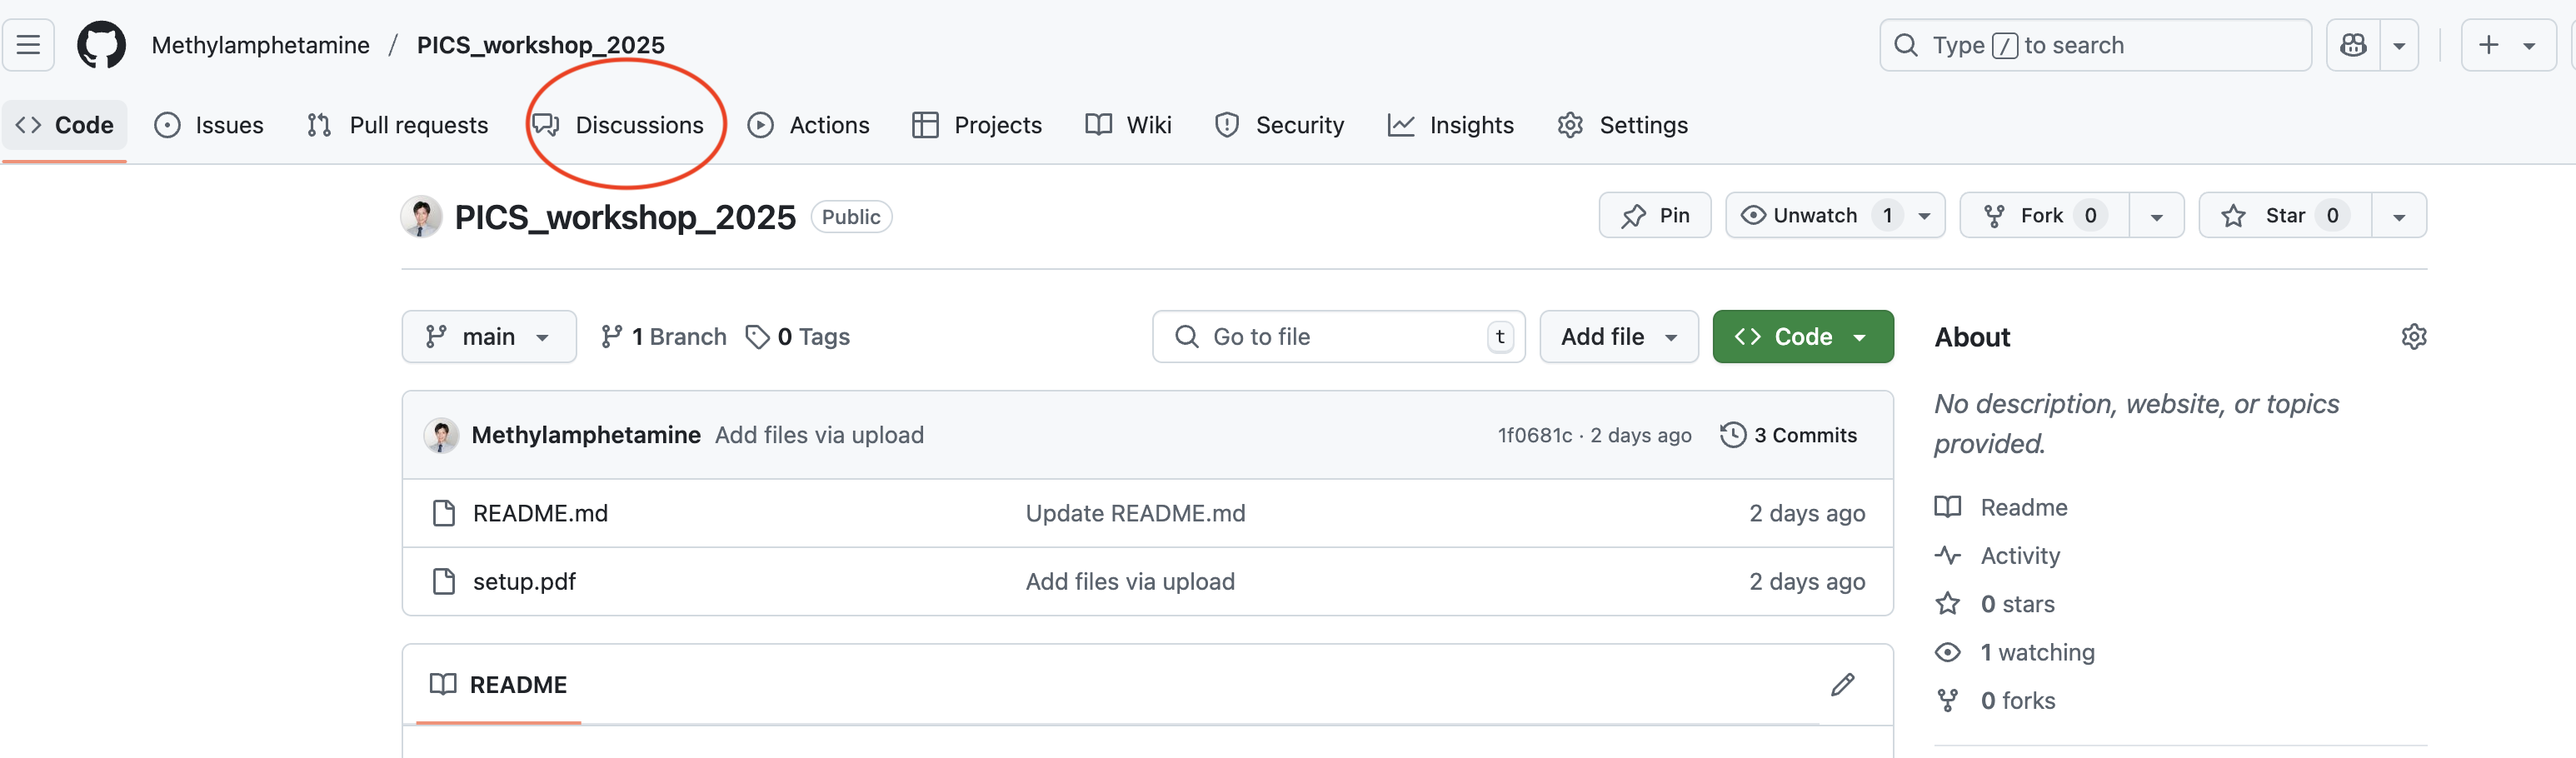 Methylamphetamine / PICS_workshop_2025
Type / to search
Code Issues Pull requests Discussions Actions Projects Wiki Security Insights Settings
PICS_workshop_2025 Public
Pin Unwatch 1 Fork 0 Star 0
main 1 Branch 0 Tags
Go to file t Add file Code
About
No description, website, or topics
provided.
Methylamphetamine Add files via upload 1f0681c · 2 days ago 3 Commits
README.md Update README.md 2 days ago
setup.pdf Add files via upload 2 days ago
README
Readme
Activity
0 stars
1 watching
0 forks